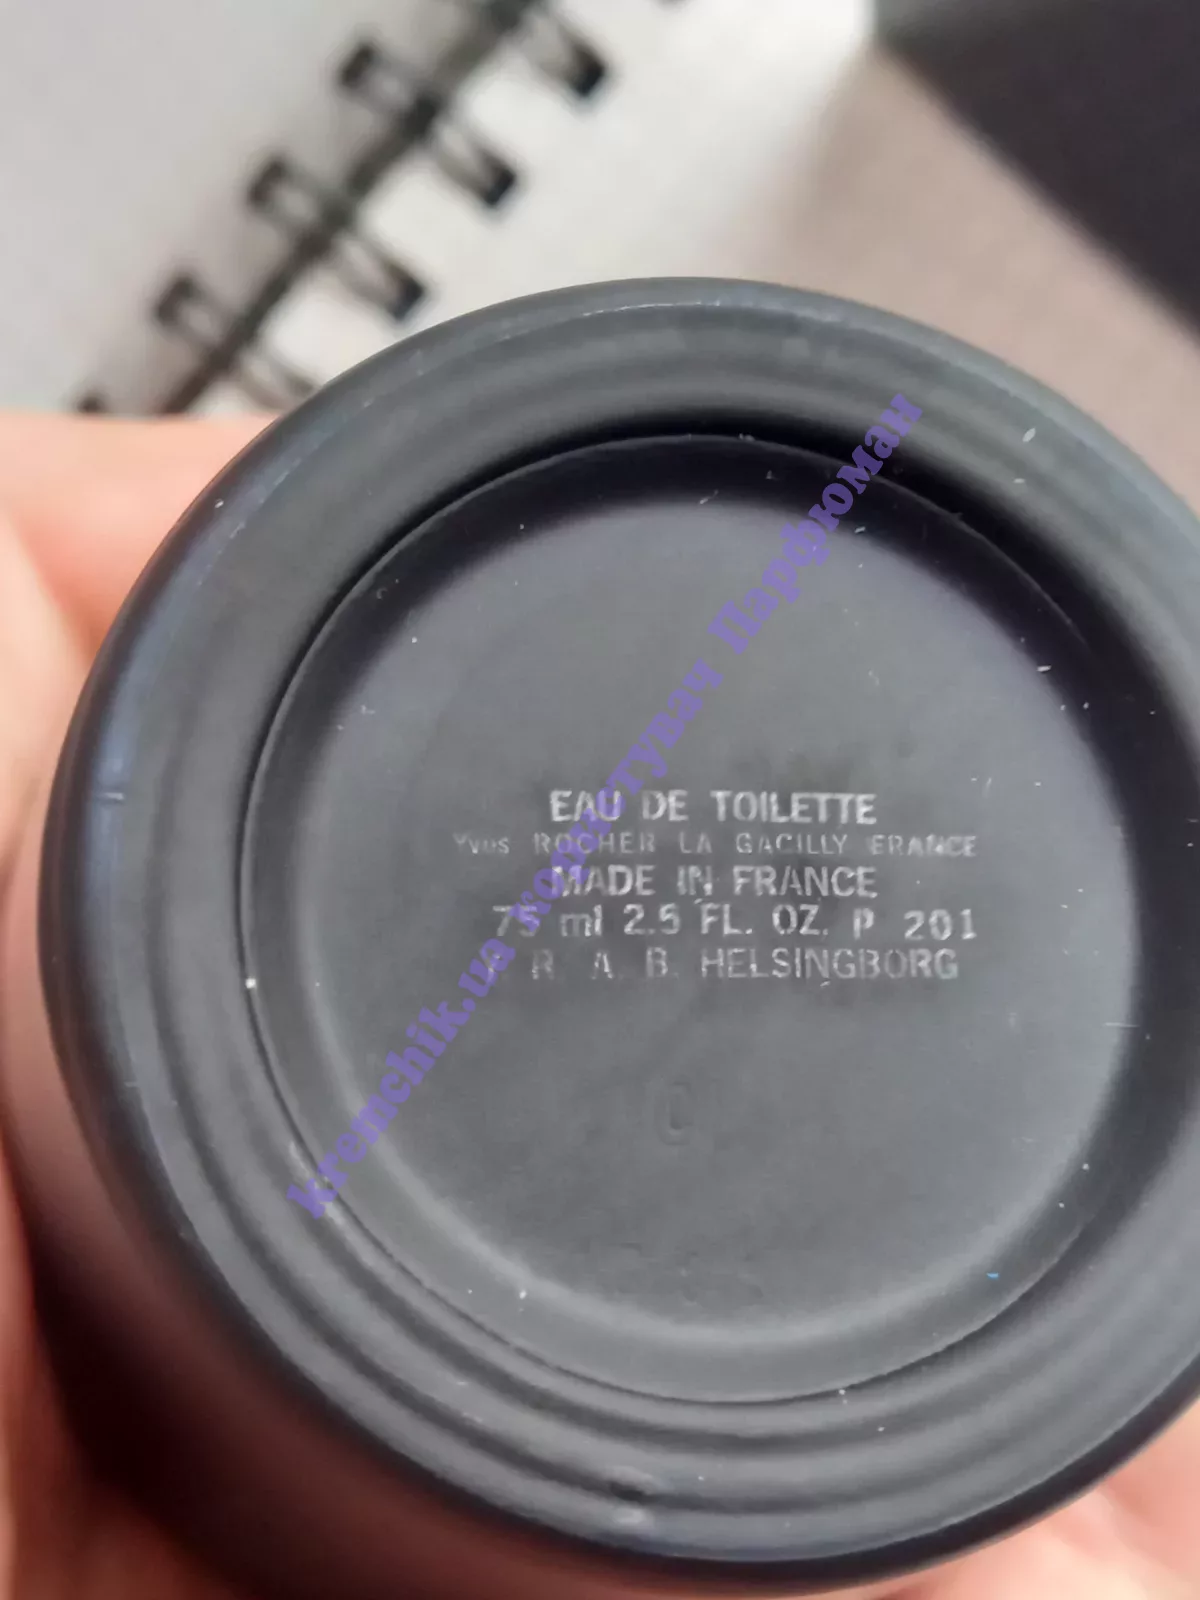 EAU DE TOILETTE
Yves ROCHER LA GACILLY FRANCE
MADE IN FRANCE
75 ml 2.5 FL. OZ. P 201
R. A. B. HELSINGBORG
kremchik.ua користувач Парфюман